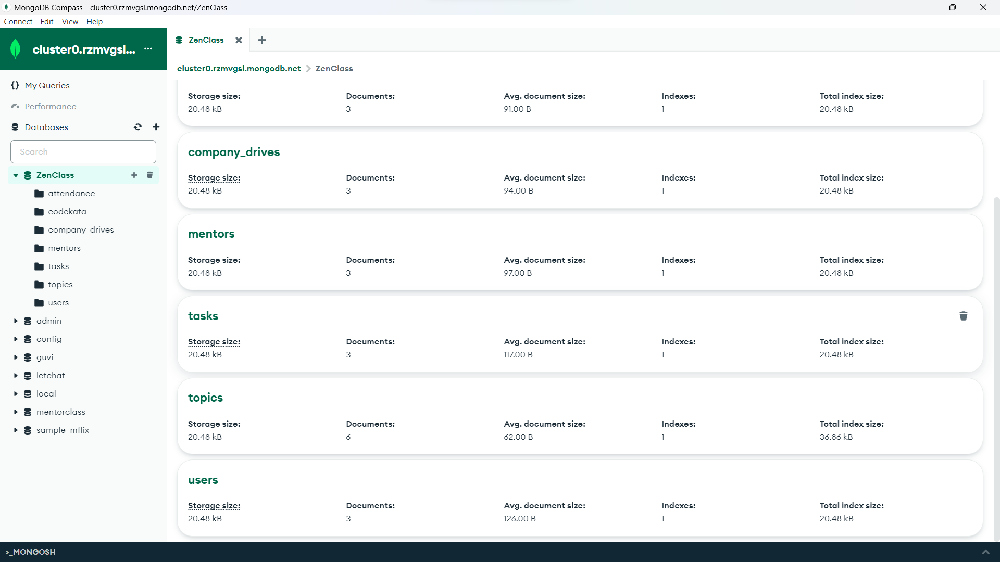 MongoDB Compass - cluster0.rzmvgsl.mongodb.net/ZenClass
Connect Edit View Help
cluster0.rzmvgsl... ...
{} My Queries
Performance
Databases
Search
ZenClass
attendance
codekata
company_drives
mentors
tasks
topics
users
admin
config
guvi
letchat
local
mentorclass
sample_mflix
ZenClass
cluster0.rzmvgsl.mongodb.net > ZenClass
Storage size: Documents: Avg. document size: Indexes: Total index size:
20.48 kB 3 91.00 B 1 20.48 kB
company_drives
Storage size: Documents: Avg. document size: Indexes: Total index size:
20.48 kB 3 94.00 B 1 20.48 kB
mentors
Storage size: Documents: Avg. document size: Indexes: Total index size:
20.48 kB 3 97.00 B 1 20.48 kB
tasks
Storage size: Documents: Avg. document size: Indexes: Total index size:
20.48 kB 3 117.00 B 1 20.48 kB
topics
Storage size: Documents: Avg. document size: Indexes: Total index size:
20.48 kB 6 62.00 B 1 36.86 kB
users
Storage size: Documents: Avg. document size: Indexes: Total index size:
20.48 kB 3 126.00 B 1 20.48 kB
>_MONGOSH